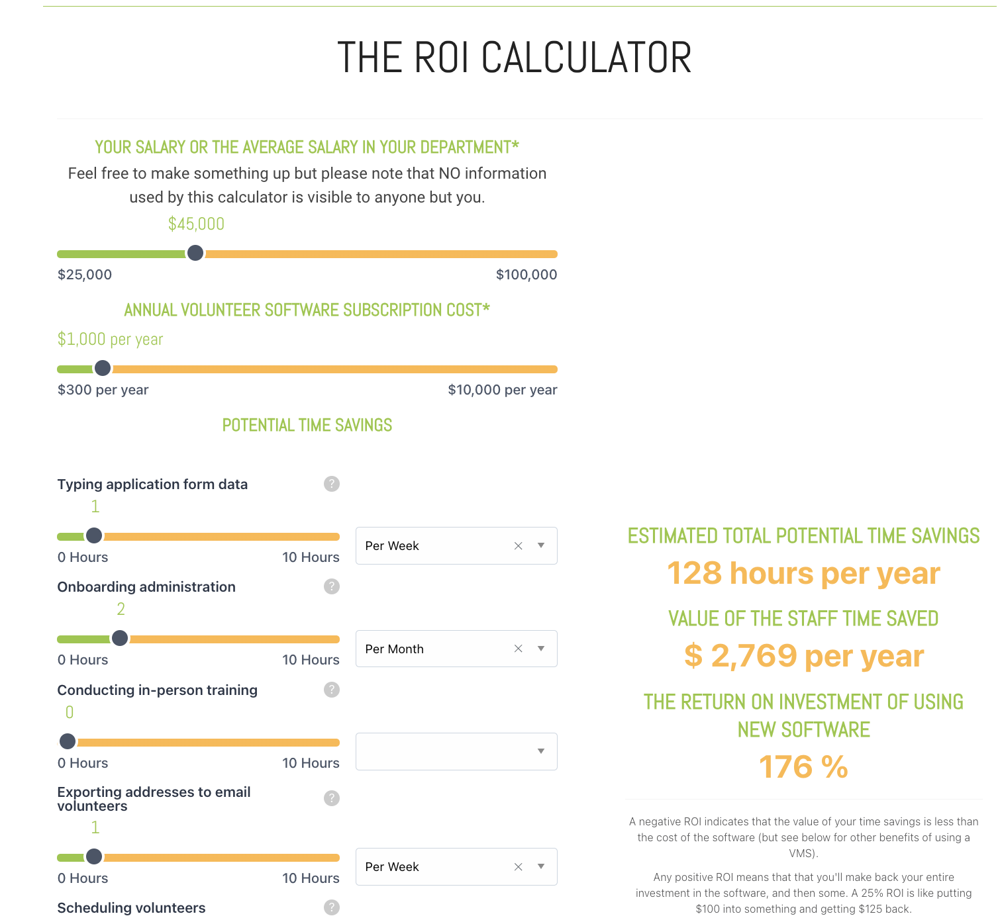 THE ROI CALCULATOR
YOUR SALARY OR THE AVERAGE SALARY IN YOUR DEPARTMENT*
Feel free to make something up but please note that NO information
used by this calculator is visible to anyone but you.
$45,000
$25,000 $100,000
ANNUAL VOLUNTEER SOFTWARE SUBSCRIPTION COST*
$1,000 per year
$300 per year $10,000 per year
POTENTIAL TIME SAVINGS
Typing application form data ?
1
Per Week
0 Hours 10 Hours
Onboarding administration ?
2
Per Month
0 Hours 10 Hours
Conducting in-person training ?
0
0 Hours 10 Hours
Exporting addresses to email
volunteers ?
1
Per Week
0 Hours 10 Hours
Scheduling volunteers ?
ESTIMATED TOTAL POTENTIAL TIME SAVINGS
128 hours per year
VALUE OF THE STAFF TIME SAVED
$ 2,769 per year
THE RETURN ON INVESTMENT OF USING
NEW SOFTWARE
176 %
A negative ROI indicates that the value of your time savings is less than
the cost of the software (but see below for other benefits of using a
VMS).
Any positive ROI means that that you'll make back your entire
investment in the software, and then some. A 25% ROI is like putting
$100 into something and getting $125 back.